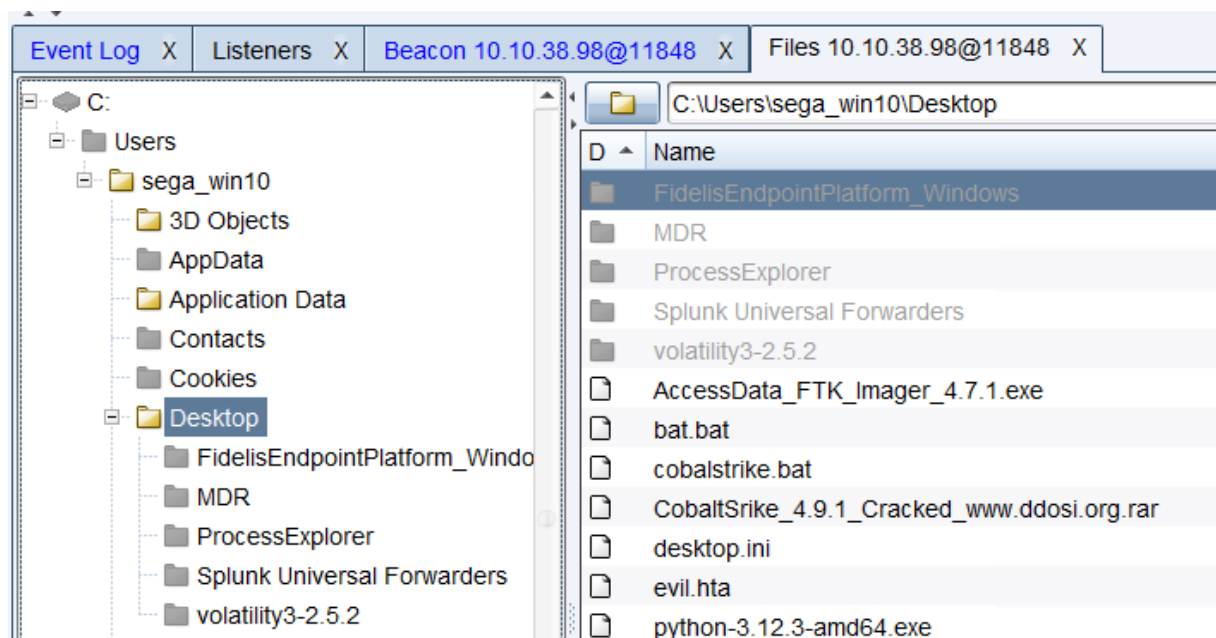 Event Log X Listeners X Beacon 10.10.38.98@11848 X Files 10.10.38.98@11848 X
C:
Users
sega_win10
3D Objects
AppData
Application Data
Contacts
Cookies
Desktop
FidelisEndpointPlatform_Windo
MDR
ProcessExplorer
Splunk Universal Forwarders
volatility3-2.5.2
C:\Users\sega_win10\Desktop
D Name
FidelisEndpointPlatform_Windows
MDR
ProcessExplorer
Splunk Universal Forwarders
volatility3-2.5.2
AccessData_FTK_Imager_4.7.1.exe
bat.bat
cobalstrike.bat
CobaltSrike_4.9.1_Cracked_www.ddosi.org.rar
desktop.ini
evil.hta
python-3.12.3-amd64.exe